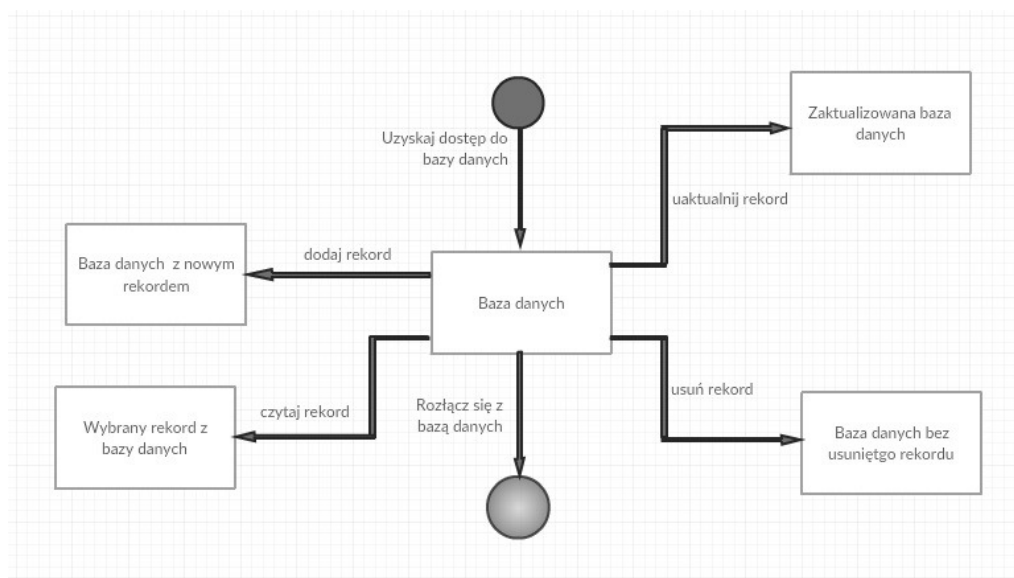 Uzyskaj dostęp do
bazy danych
Zaktualizowana baza
danych
uaktualnij rekord
dodaj rekord
Baza danych z nowym
rekordem
Baza danych
czytaj rekord
Wybrany rekord z
bazy danych
Rozłącz się z
bazą danych
usuń rekord
Baza danych bez
usuniętgo rekordu